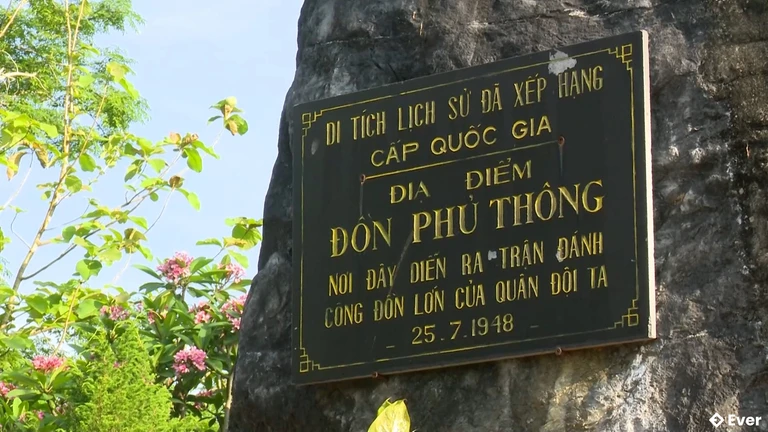 DI TÍCH LỊCH SỬ ĐÃ XẾP HẠNG
CẤP QUỐC GIA
ĐỊA ĐIỂM
ĐỒN PHỦ THÔNG
NƠI ĐÂY DIỄN RA TRẬN ĐÁNH
CÔNG ĐỒN LỚN CỦA QUÂN ĐỘI TA
- 25.7.1948 -
Ever